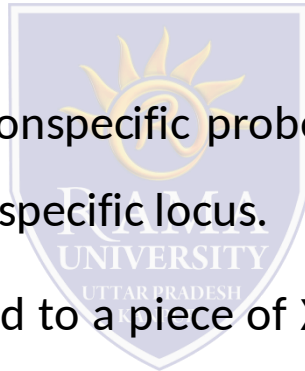 onspecific probe
specific locus.
RAMA
UNIVERSITY
UTTAR PRADESH
d to a piece of X